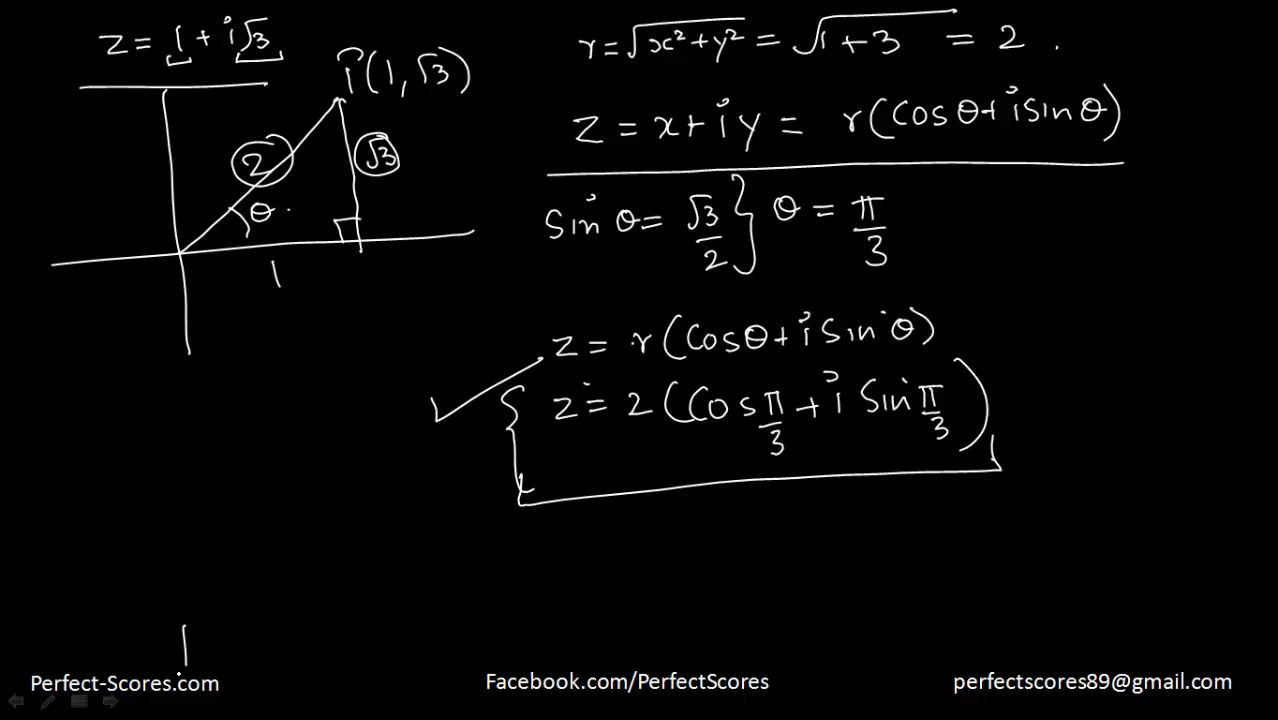 z = 1 + i√3
P(1, √3)
2
√3
θ
1
r = √x² + y² = √1 + 3 = 2 .
z = x + iy = r(Cosθ + i sinθ)
Sin θ = √3/2 } θ = π/3
z = r(Cosθ + i Sin θ)
z = 2(Cos π/3 + i Sin π/3)
Perfect-Scores.com
Facebook.com/PerfectScores
perfectscores89@gmail.com